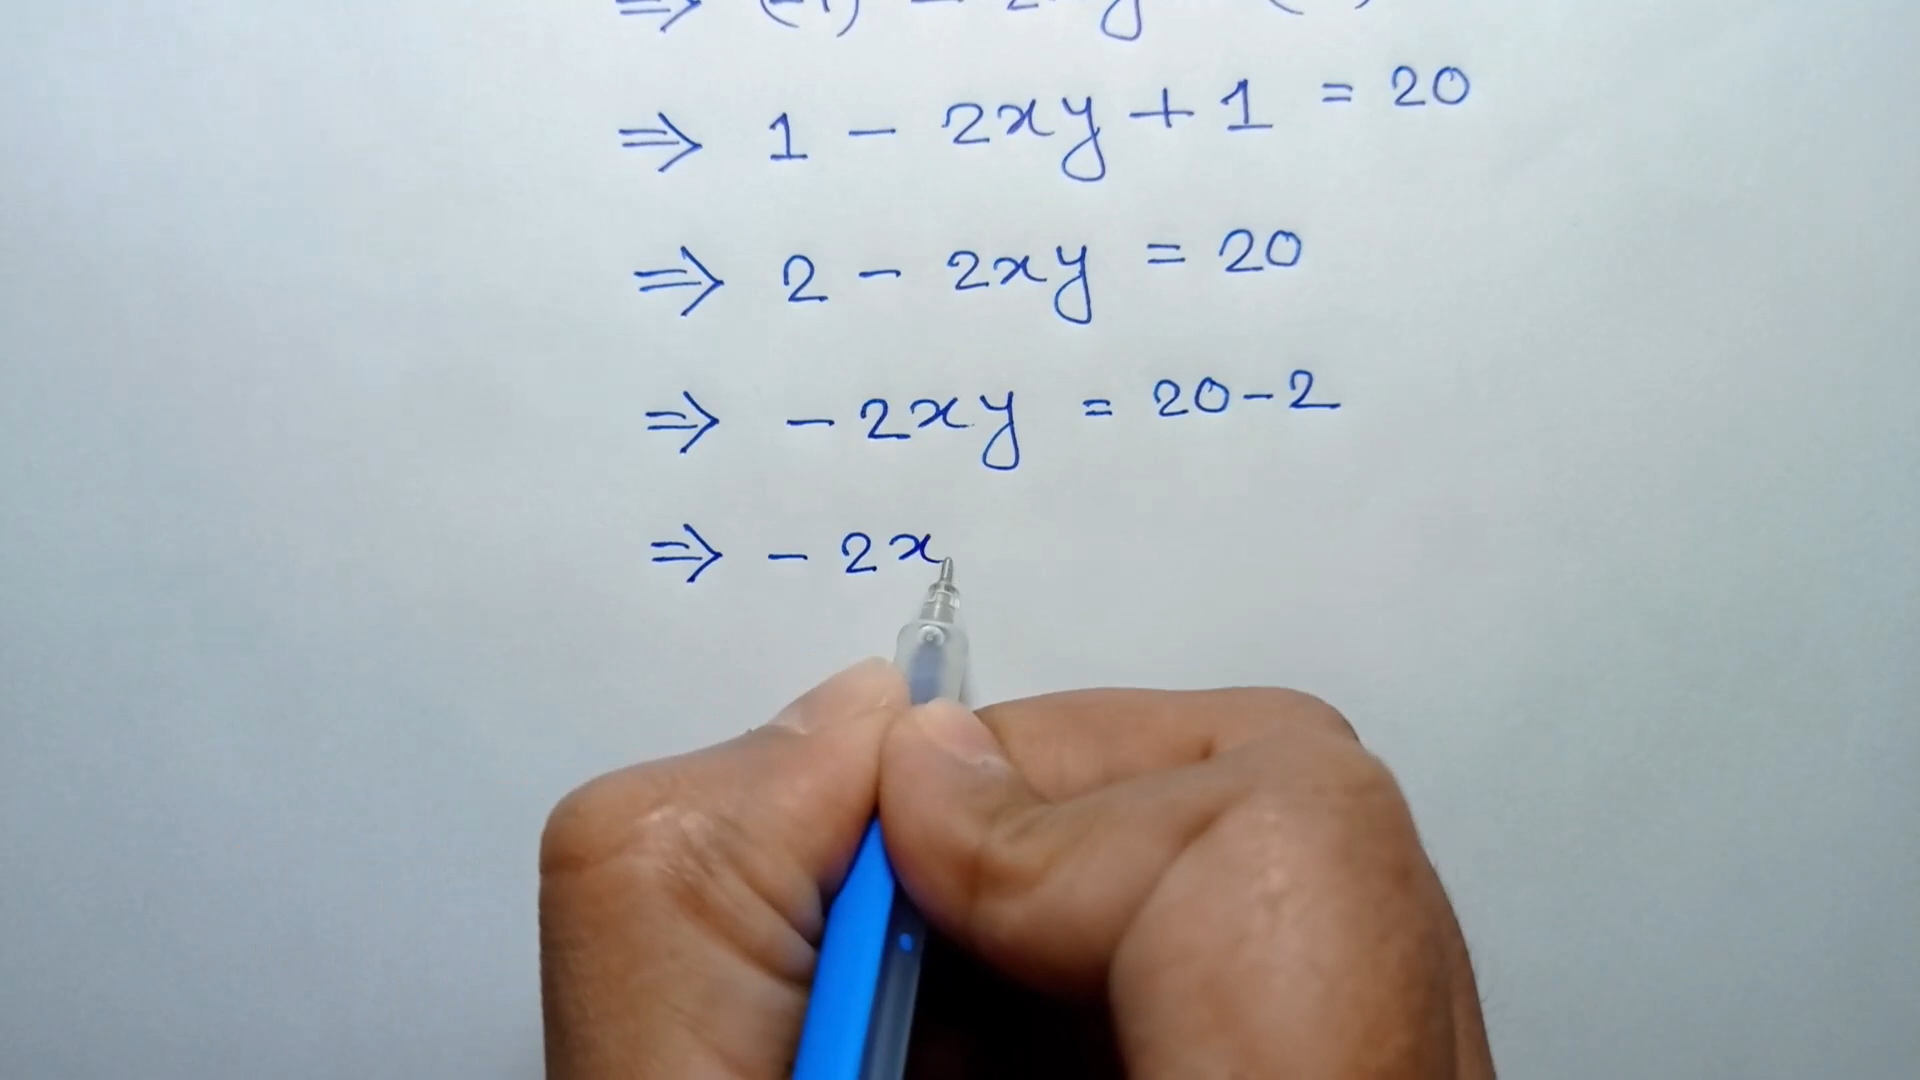 ⇒ 1 - 2xy + 1 = 20
⇒ 2 - 2xy = 20
⇒ - 2xy = 20 - 2
⇒ - 2x